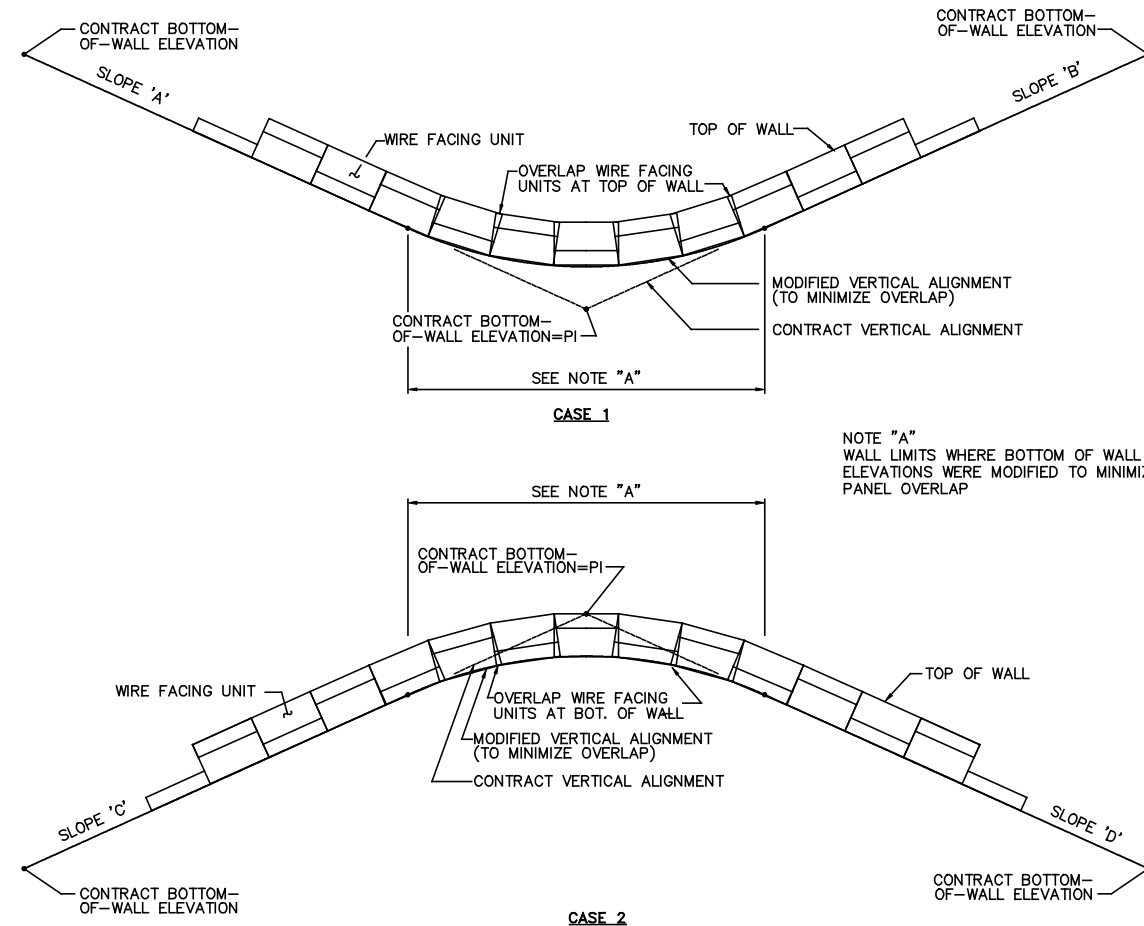 CONTRACT BOTTOM-
OF-WALL ELEVATION
CONTRACT BOTTOM-
OF-WALL ELEVATION
SLOPE 'A'
SLOPE 'B'
WIRE FACING UNIT
TOP OF WALL
OVERLAP WIRE FACING
UNITS AT TOP OF WALL
MODIFIED VERTICAL ALIGNMENT
(TO MINIMIZE OVERLAP)
CONTRACT BOTTOM-
OF-WALL ELEVATION=PI
CONTRACT VERTICAL ALIGNMENT
SEE NOTE "A"
CASE 1
NOTE "A"
WALL LIMITS WHERE BOTTOM OF WALL
ELEVATIONS WERE MODIFIED TO
PANEL OVERLAP
SEE NOTE "A"
CONTRACT BOTTOM-
OF-WALL ELEVATION=PI
WIRE FACING UNIT
TOP OF WALL
OVERLAP WIRE FACING
UNITS AT BOT. OF WALL
MODIFIED VERTICAL ALIGNMENT
(TO MINIMIZE OVERLAP)
CONTRACT VERTICAL ALIGNMENT
SLOPE 'C'
SLOPE 'D'
CONTRACT BOTTOM-
OF-WALL ELEVATION
CONTRACT BOTTOM-
OF-WALL ELEVATION
CASE 2